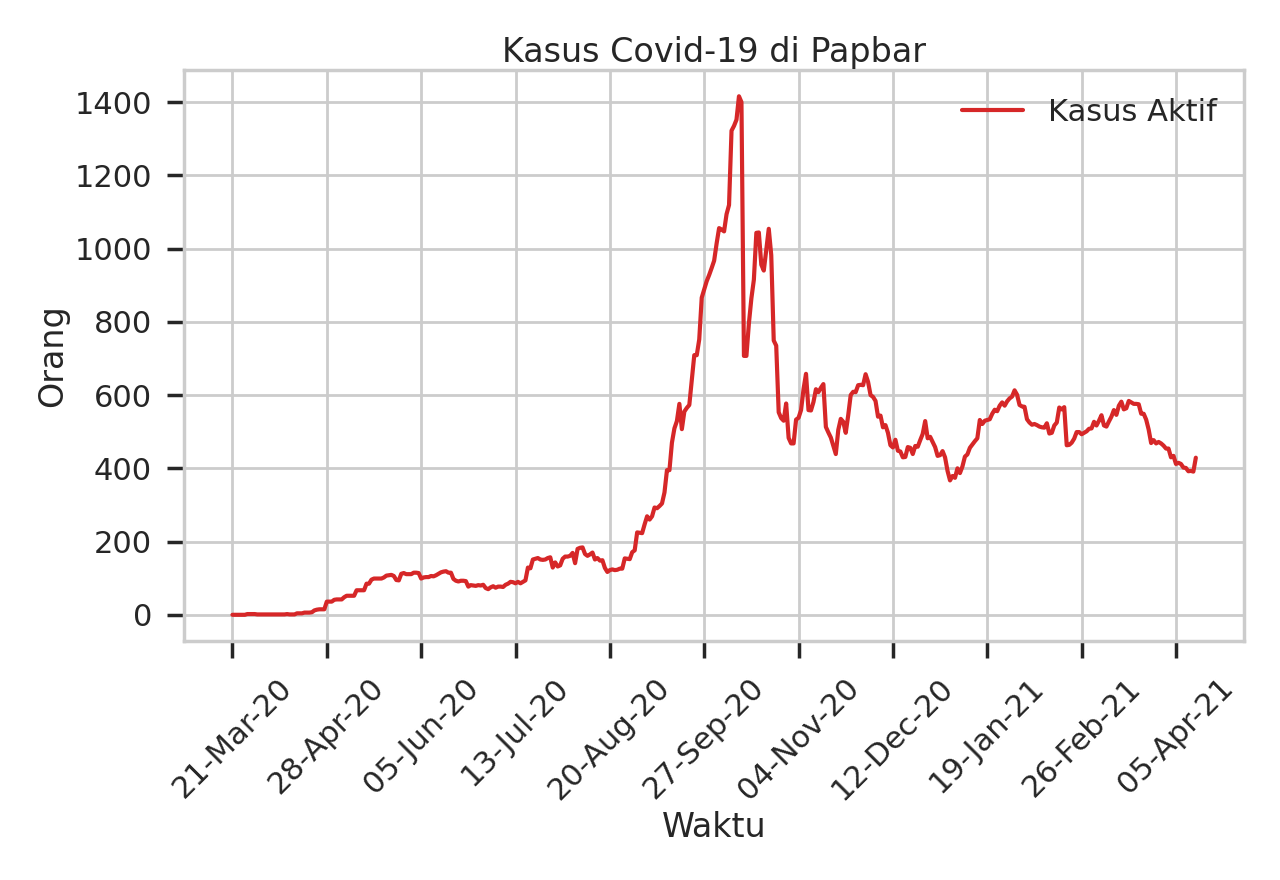 Kasus Covid-19 di Papbar
Kasus Aktif
1400
1200
1000
800
600
400
200
0
Orang
21-Mar-20
28-Apr-20
05-Jun-20
13-Jul-20
20-Aug-20
27-Sep-20
04-Nov-20
12-Dec-20
19-Jan-21
26-Feb-21
05-Apr-21
Waktu